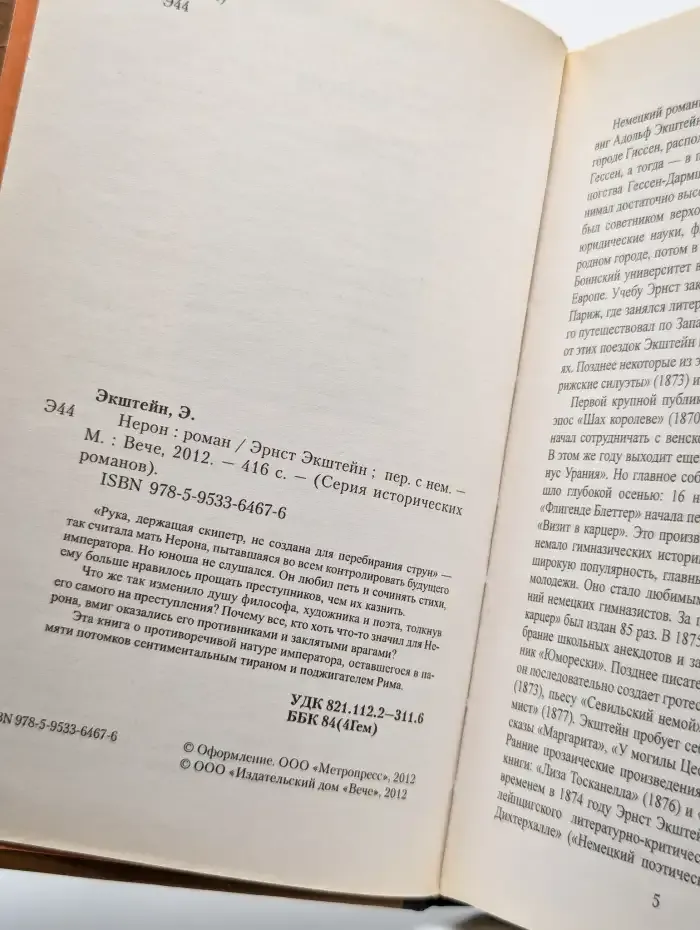 Э44
Экштейн, Э.
Э44
Нерон : роман / Эрнст Экштейн ; пер. с нем. –
М. : Вече, 2012. – 416 с. – (Серия исторических
романов).
ISBN 978-5-9533-6467-6
«Рука, держащая скипетр, не создана для перебирания струн» —
так считала мать Нерона, пытавшаяся во всем контролировать будущего
императора. Но юноша не слушался. Он любил петь и сочинять стихи,
ему больше нравилось прощать преступников, чем их казнить.
Что же так изменило душу философа, художника и поэта, толкнув
его самого на преступления? Почему все, кто хоть что-то значил для Не-
рона, вмиг оказались его противниками и заклятыми врагами?
Эта книга о противоречивой натуре императора, оставшегося в па-
мяти потомков сентиментальным тираном и поджигателем Рима.
УДК 821.112.2–311.6
ББК 84(4Гем)
BN 978-5-9533-6467-6
© Оформление. ООО «Метропресс», 2012
© ООО «Издательский дом «Вече», 2012
Немецкий роман
виг Адольф Экштейн
городе Гиссен, распол
Гессен, а тогда — в г
цогства Гессен-Дармш
нимал достаточно высо
был советником верхо
юридические науки, ф
родном городе, потом в
Боннский университет в
Европе. Учебу Эрнст зак
Париж, где занялся литер
го путешествовал по Запа
от этих поездок Экштейн
ях. Позднее некоторые из э
рижские силуэты» (1873) и
Первой крупной публик
эпос «Шах королеве» (1870
начал сотрудничать с венск
В этом же году выходит еще
нус Урания». Но главное соб
шло глубокой осенью: 16 н
«Флигенде Блеттер» начала пе
«Визит в карцер». Это произв
немало гимназических истори
широкую популярность, главны
молодежи. Оно стало любимы
ний немецких гимназистов. За п
карцер» был издан 85 раз. В 1875
брание школьных анекдотов и за
ник «Юморески». Позднее писате
он последовательно создает гротес
(1873), пьесу «Севильский немой»
мист» (1877). Экштейн пробует себ
сказы «Маргарита», «У могилы Цес
Ранние прозаические произведения
книги: «Лиза Тосканелла» (1876) и «
временем в 1874 году Эрнст Экштей
лейпцигского литературно-критичес
Дихтерхалле» («Немецкий поэтическ
5